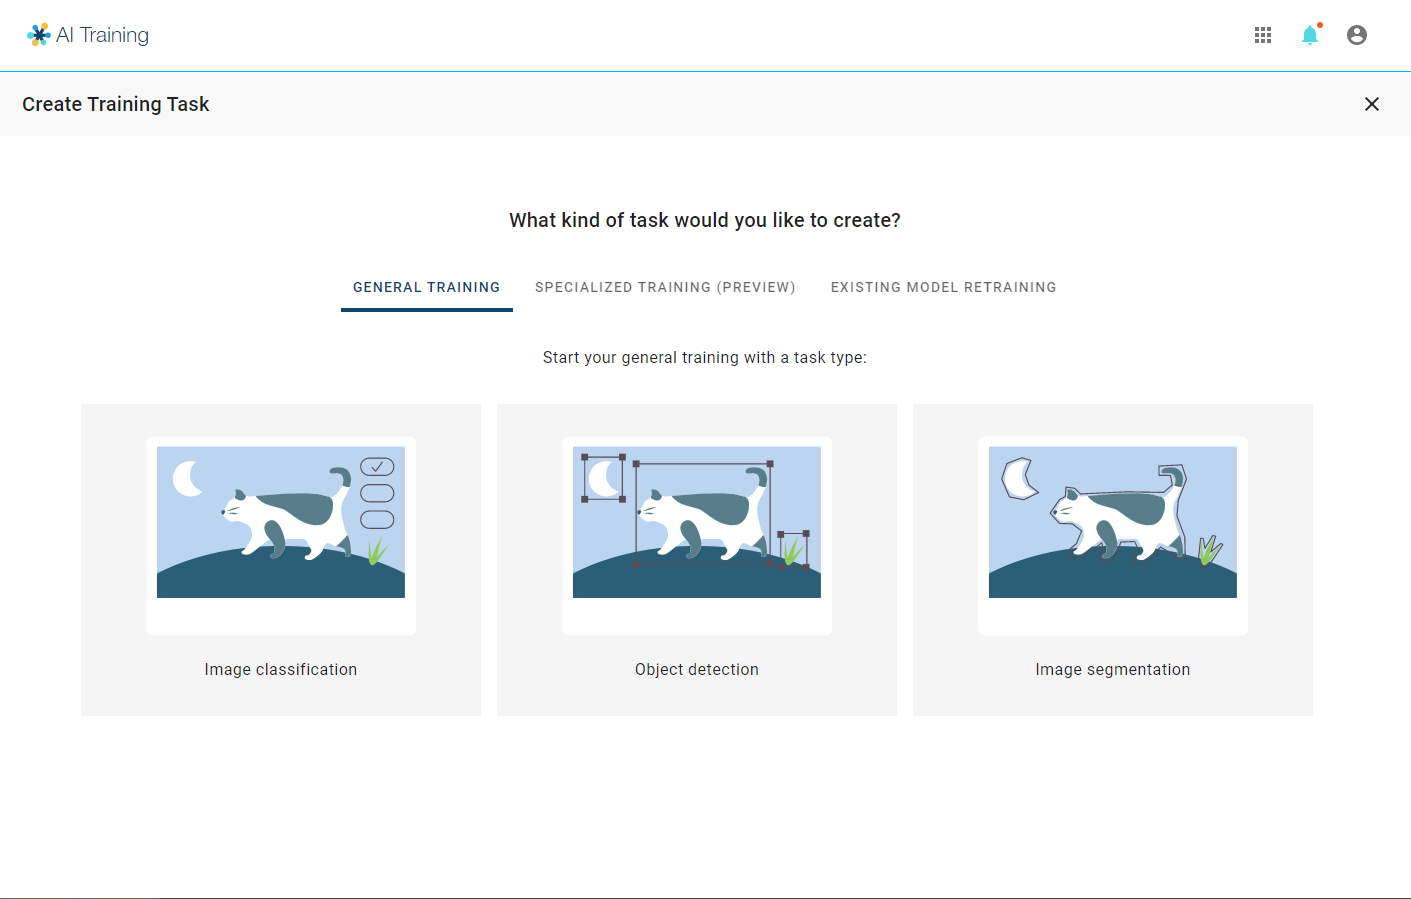 AI Training
Create Training Task
What kind of task would you like to create?
GENERAL TRAINING
SPECIALIZED TRAINING (PREVIEW)
EXISTING MODEL RETRAINING
Start your general training with a task type:
Image classification
Object detection
Image segmentation